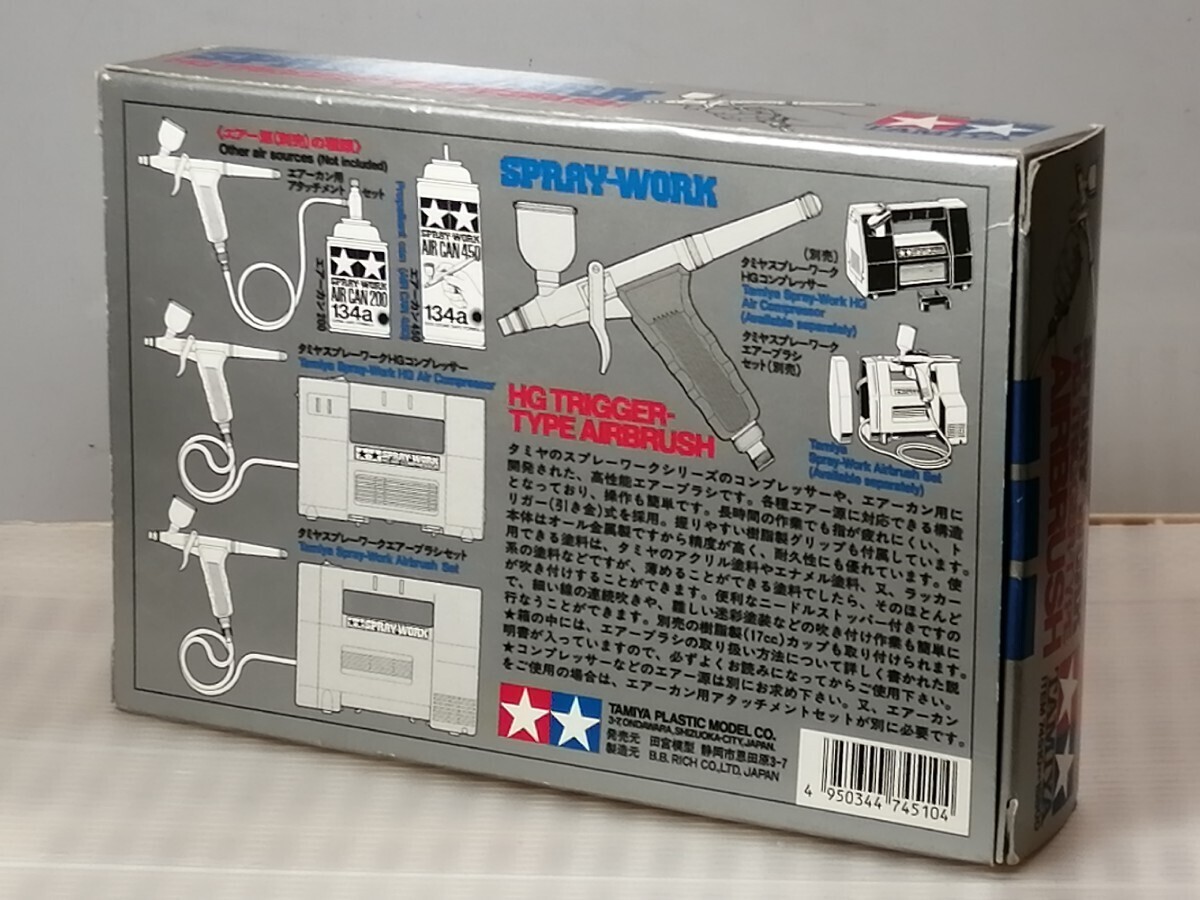 SPRAY-WORK
TAMIYA
《エアー源(別売)の種類》
Other air sources (Not included)
エアーカン用
アタッチメントセット
SPRAY-WORK
AIR CAN 200
134a
エアーカン200
Propellant can (AIR CAN 450)
SPRAY-WORK
AIR CAN 450
134a
エアーカン450
タミヤスプレーワークHGコンプレッサー
Tamiya Spray-Work HG Air Compressor
SPRAY-WORK
タミヤスプレーワークエアーブラシセット
Tamiya Spray-Work Airbrush Set
SPRAY-WORK
SPRAY-WORK
HG TRIGGER-
TYPE AIRBRUSH
(別売)
タミヤスプレーワーク
HGコンプレッサー
Tamiya Spray-Work HG
Air Compressor
(Available separately)
タミヤスプレーワーク
エアーブラシ
セット(別売)
Tamiya
Spray-Work Airbrush Set
(Available separately)
タミヤのスプレーワークシリーズのコンプレッサーや、エアーカン用に
開発された、高性能エアーブラシです。各種エアー源に対応できる構造
となっており、操作も簡単です。長時間の作業でも指が疲れにくい、ト
リガー(引き金)式を採用。握りやすい樹脂製グリップも付属しています。
本体はオール金属製ですから精度が高く、耐久性にも優れています。使
用できる塗料は、タミヤのアクリル塗料やエナメル塗料、又、ラッカー
系の塗料などですが、薄めることができる塗料でしたら、そのほとんど
が吹き付けすることができます。便利なニードルストッパー付きですの
で、細い線の連続吹きや、難しい迷彩塗装などの吹き付け作業も簡単に
行なうことができます。別売の樹脂製(17cc)カップも取り付けられます。
★箱の中には、エアーブラシの取り扱い方法について詳しく書かれた説
明書が入っていますので、必ずよくお読みになってからご使用下さい。
★コンプレッサーなどのエアー源は別にお求め下さい。又、エアーカン
をご使用の場合は、エアーカン用アタッチメントセットが別に必要です。
TAMIYA PLASTIC MODEL CO.
3-7, ONDAWARA, SHIZUOKA-CITY, JAPAN.
発売元 田宮模型 静岡市恩田原3-7
製造元 B.B. RICH CO., LTD, JAPAN
4 950344 745104
AIRBRUSH
TAMIYA